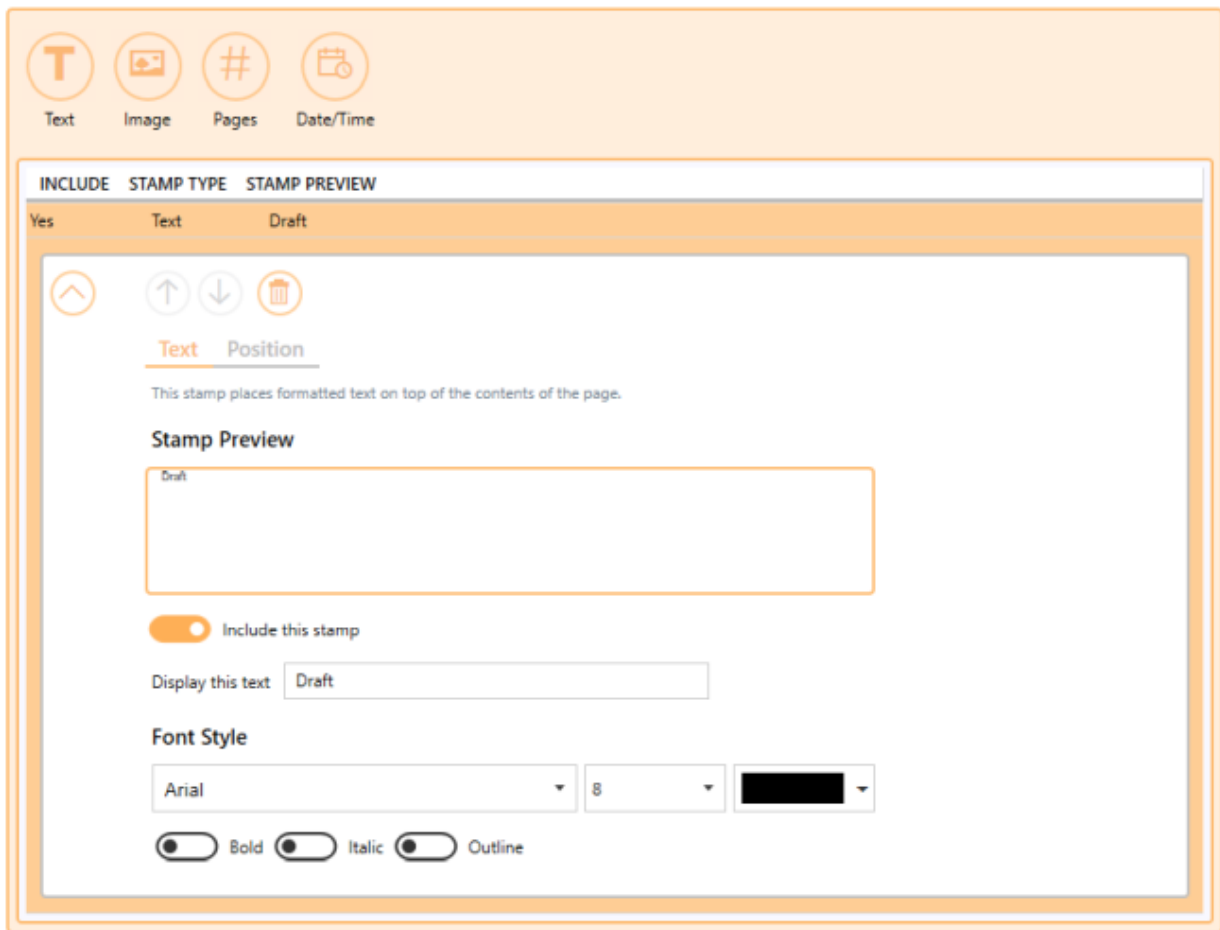 T #
Text Image Pages Date/Time
INCLUDE STAMP TYPE STAMP PREVIEW
Yes Text Draft
Text Position
This stamp places formatted text on top of the contents of the page.
Stamp Preview
Draft
Include this stamp
Display this text Draft
Font Style
Arial 8
Bold Italic Outline